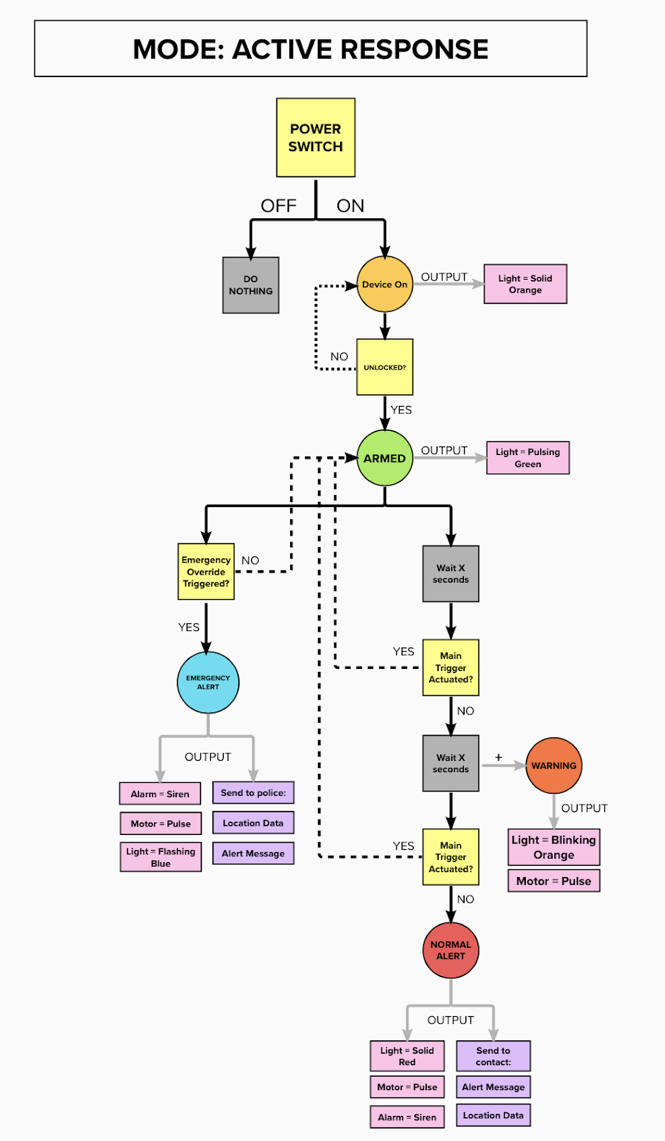 MODE: ACTIVE RESPONSE
POWER
SWITCH
OFF
ON
DO
NOTHING
Device On
OUTPUT
Light = Solid
Orange
NO
UNLOCKED?
YES
ARMED
OUTPUT
Light = Pulsing
Green
Emergency
Override
Triggered?
NO
Wait X
seconds
YES
EMERGENCY
ALERT
YES
Main
Trigger
Actuated?
NO
OUTPUT
Wait X
seconds
+
WARNING
Alarm = Siren
Send to police:
Motor = Pulse
Location Data
Light = Flashing
Blue
Alert Message
OUTPUT
Light = Blinking
Orange
Motor = Pulse
YES
Main
Trigger
Actuated?
NO
NORMAL
ALERT
OUTPUT
Light = Solid
Red
Send to
contact:
Motor = Pulse
Alert Message
Alarm = Siren
Location Data